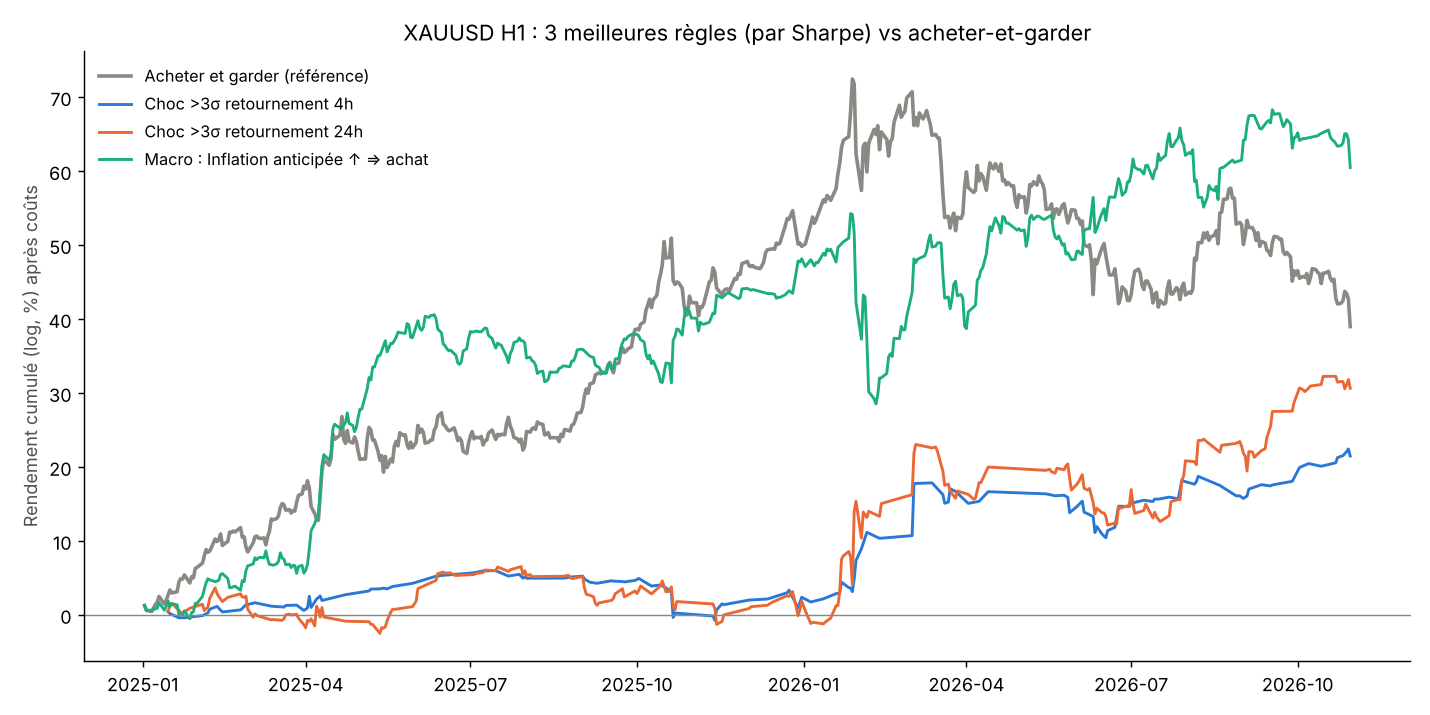 XAUUSD H1 : 3 meilleures règles (par Sharpe) vs acheter-et-garder
Acheter et garder (référence)
Choc >3σ retournement 4h
Choc >3σ retournement 24h
Macro : Inflation anticipée ↑ ⇒ achat
Rendement cumulé (log, %) après coûts
70
60
50
40
30
20
10
0
2025-01 2025-04 2025-07 2025-10 2026-01 2026-04 2026-07 2026-10